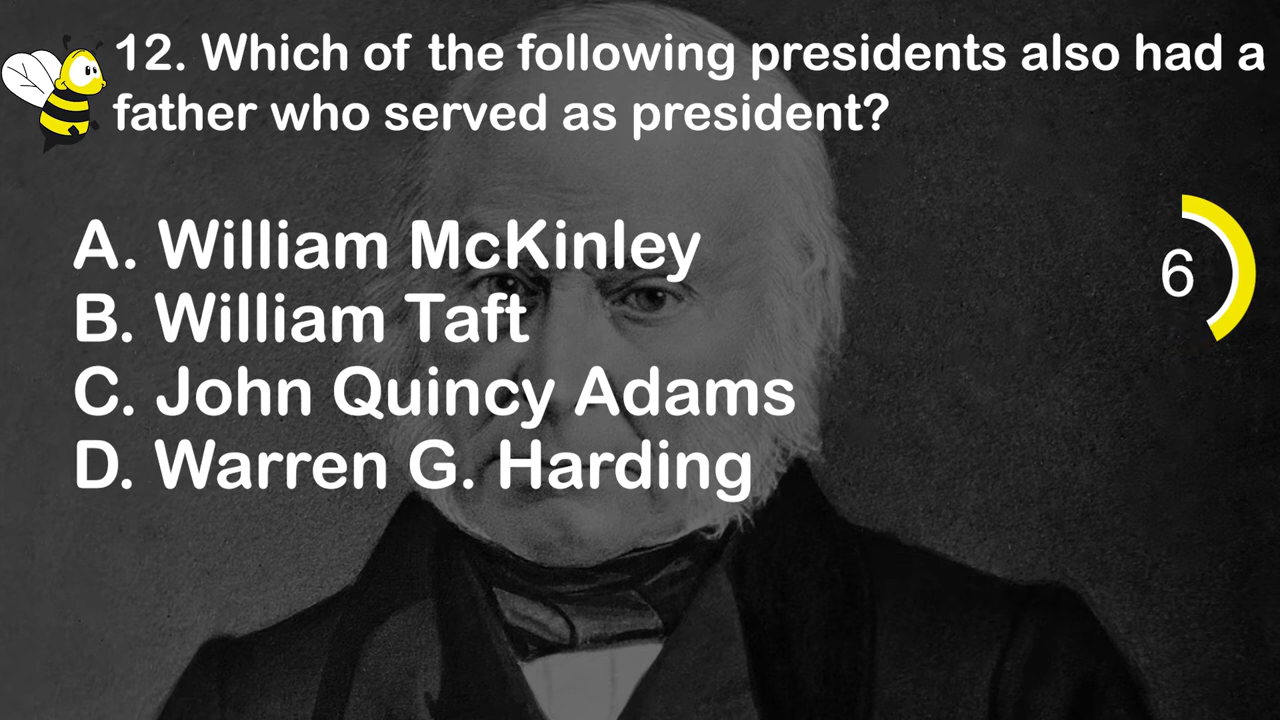 12. Which of the following presidents also had a
father who served as president?
A. William McKinley
B. William Taft
C. John Quincy Adams
D. Warren G. Harding
6